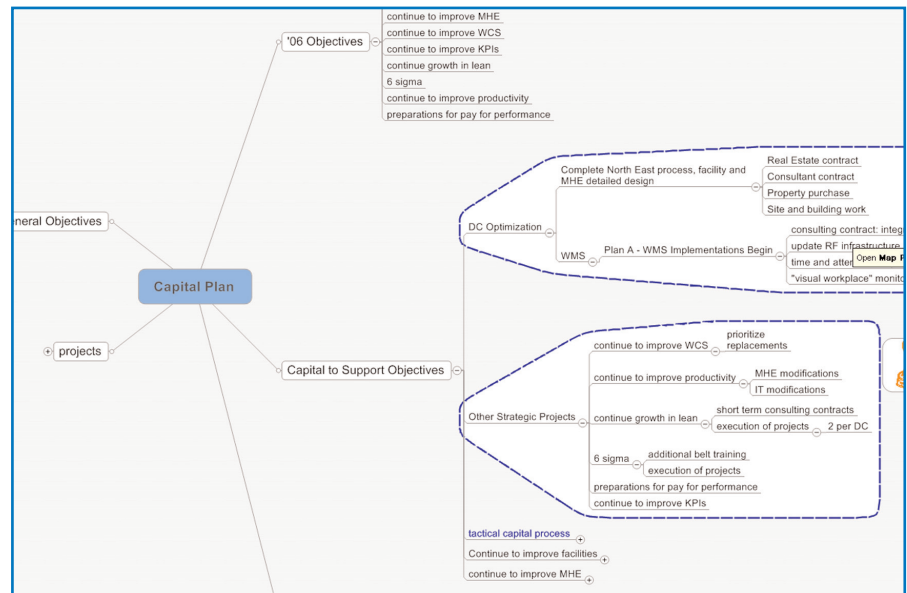 continue to improve MHE
continue to improve WCS
'06 Objectives
continue to improve KPIs
continue growth in lean
6 sigma
continue to improve productivity
preparations for pay for performance
Real Estate contract
Complete North East process, facility and
MHE detailed design
Consultant contract
Property purchase
Site and building work
neral Objectives
DC Optimization
consulting contract: integ
WMS
Plan A - WMS Implementations Begin
update RF infrastructure
Open Map
time and atten
"visual workplace" monito
Capital Plan
prioritize
replacements
continue to improve WCS
projects
Capital to Support Objectives
continue to improve productivity
MHE modifications
IT modifications
Other Strategic Projects
continue growth in lean
short term consulting contracts
execution of projects
2 per DC
6 sigma
additional belt training
execution of projects
preparations for pay for performance
continue to improve KPIs
tactical capital process
Continue to improve facilities
continue to improve MHE